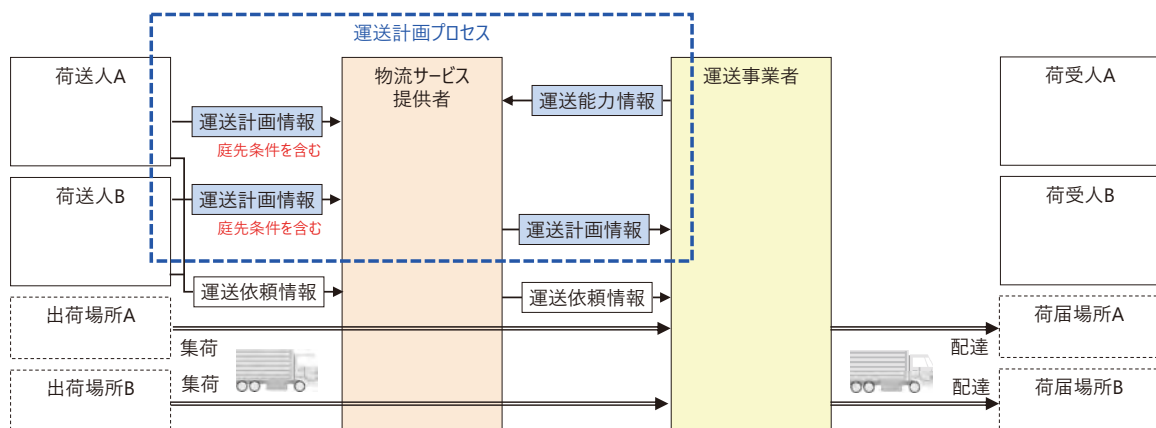 運送計画プロセス
荷送人A
物流サービス
提供者
運送事業者
荷受人A
運送能力情報
運送計画情報
庭先条件を含む
荷送人B
荷受人B
運送計画情報
庭先条件を含む
運送計画情報
運送依頼情報
運送依頼情報
出荷場所A
荷届場所A
集荷
配達
出荷場所B
集荷
配達
荷届場所B